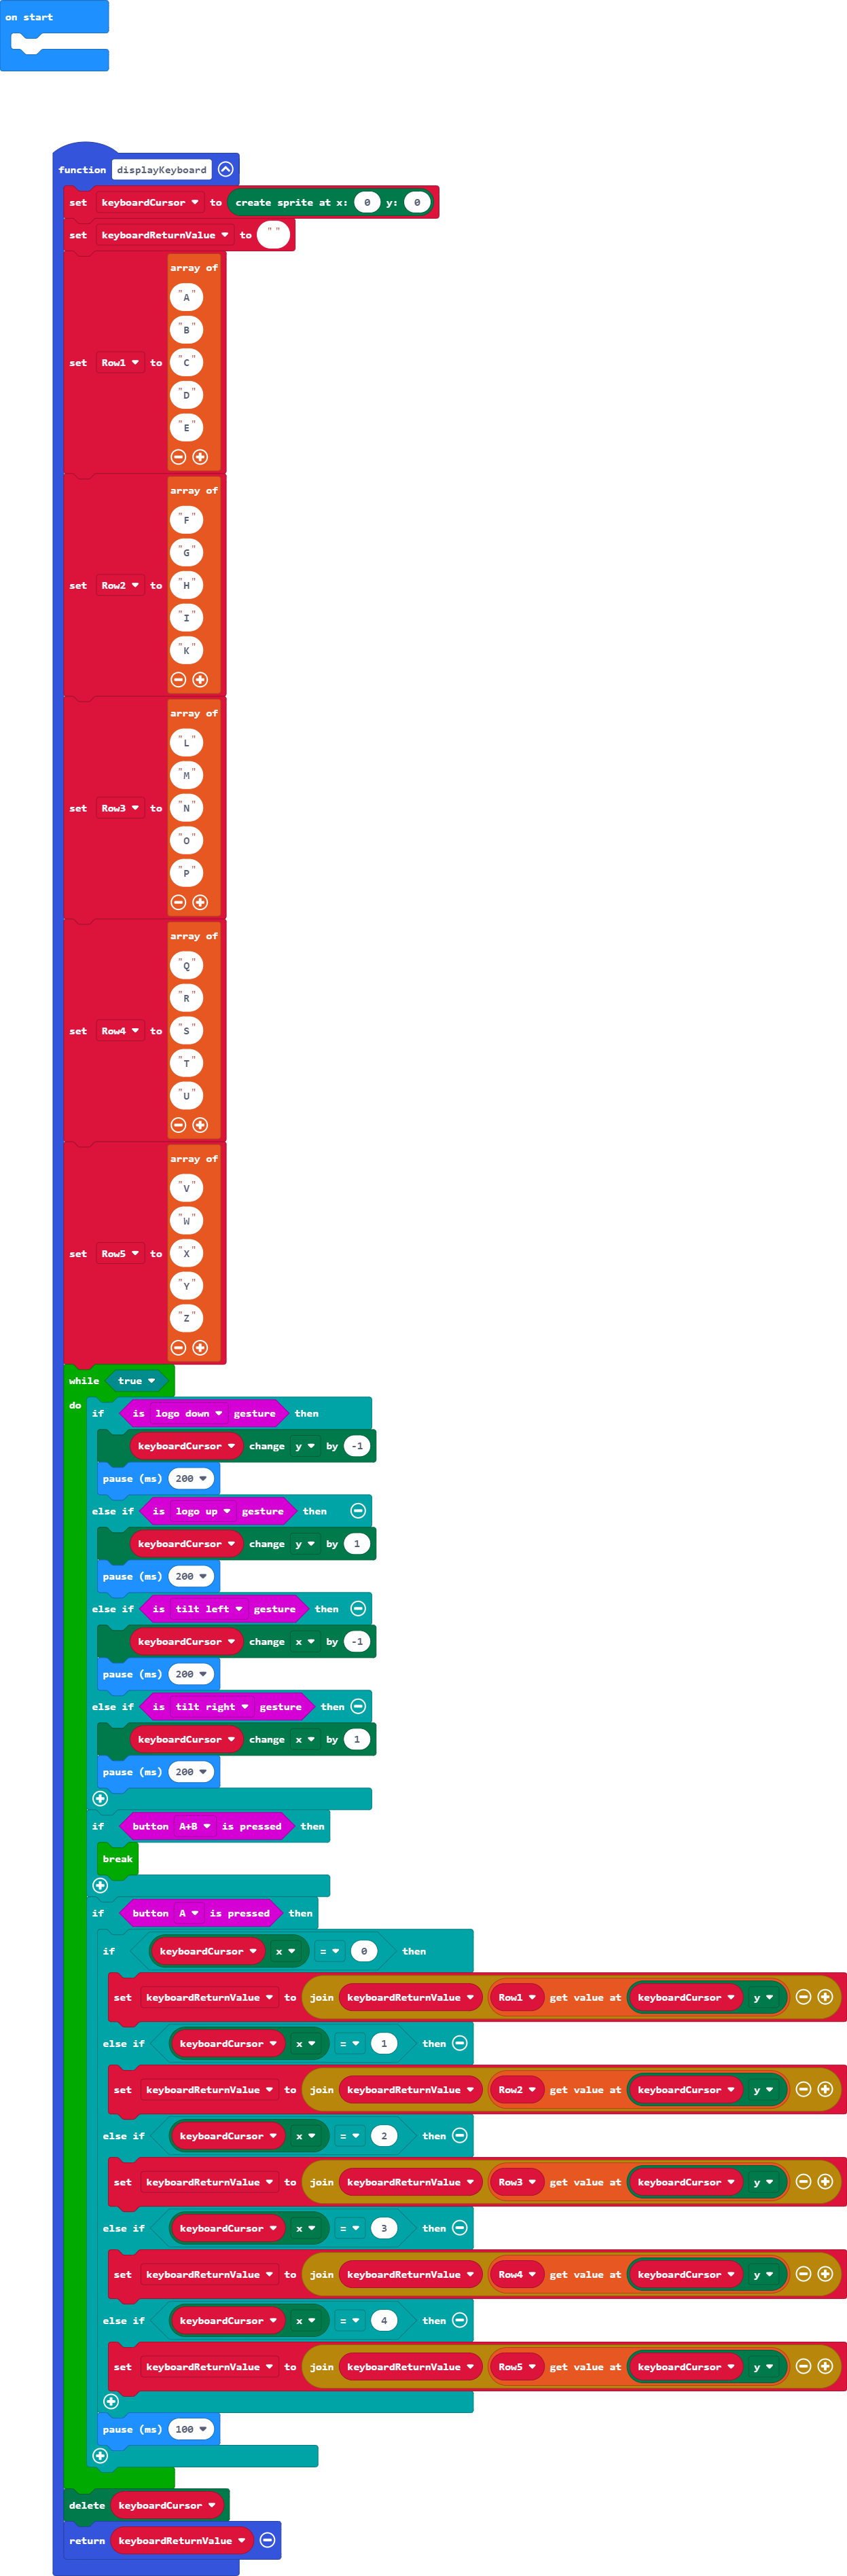 on start
function displayKeyboard
set keyboardCursor to create sprite at x: 0 y: 0
set keyboardReturnValue to " "
array of
"A"
"B"
set Row1 to
"C"
"D"
"E"
array of
"F"
"G"
set Row2 to
"H"
"I"
"K"
array of
"L"
"M"
set Row3 to
"N"
"O"
"P"
array of
"Q"
"R"
set Row4 to
"S"
"T"
"U"
array of
"V"
"W"
set Row5 to
"X"
"Y"
"Z"
while true
do
if is logo down gesture then
keyboardCursor change y by -1
pause (ms) 200
else if is logo up gesture then
keyboardCursor change y by 1
pause (ms) 200
else if is tilt left gesture then
keyboardCursor change x by -1
pause (ms) 200
else if is tilt right gesture then
keyboardCursor change x by 1
pause (ms) 200
if button A+B is pressed then
break
if button A is pressed then
if keyboardCursor x = 0 then
set keyboardReturnValue to join keyboardReturnValue Row1 get value at keyboardCursor y
else if keyboardCursor x = 1 then
set keyboardReturnValue to join keyboardReturnValue Row2 get value at keyboardCursor y
else if keyboardCursor x = 2 then
set keyboardReturnValue to join keyboardReturnValue Row3 get value at keyboardCursor y
else if keyboardCursor x = 3 then
set keyboardReturnValue to join keyboardReturnValue Row4 get value at keyboardCursor y
else if keyboardCursor x = 4 then
set keyboardReturnValue to join keyboardReturnValue Row5 get value at keyboardCursor y
pause (ms) 100
delete keyboardCursor
return keyboardReturnValue